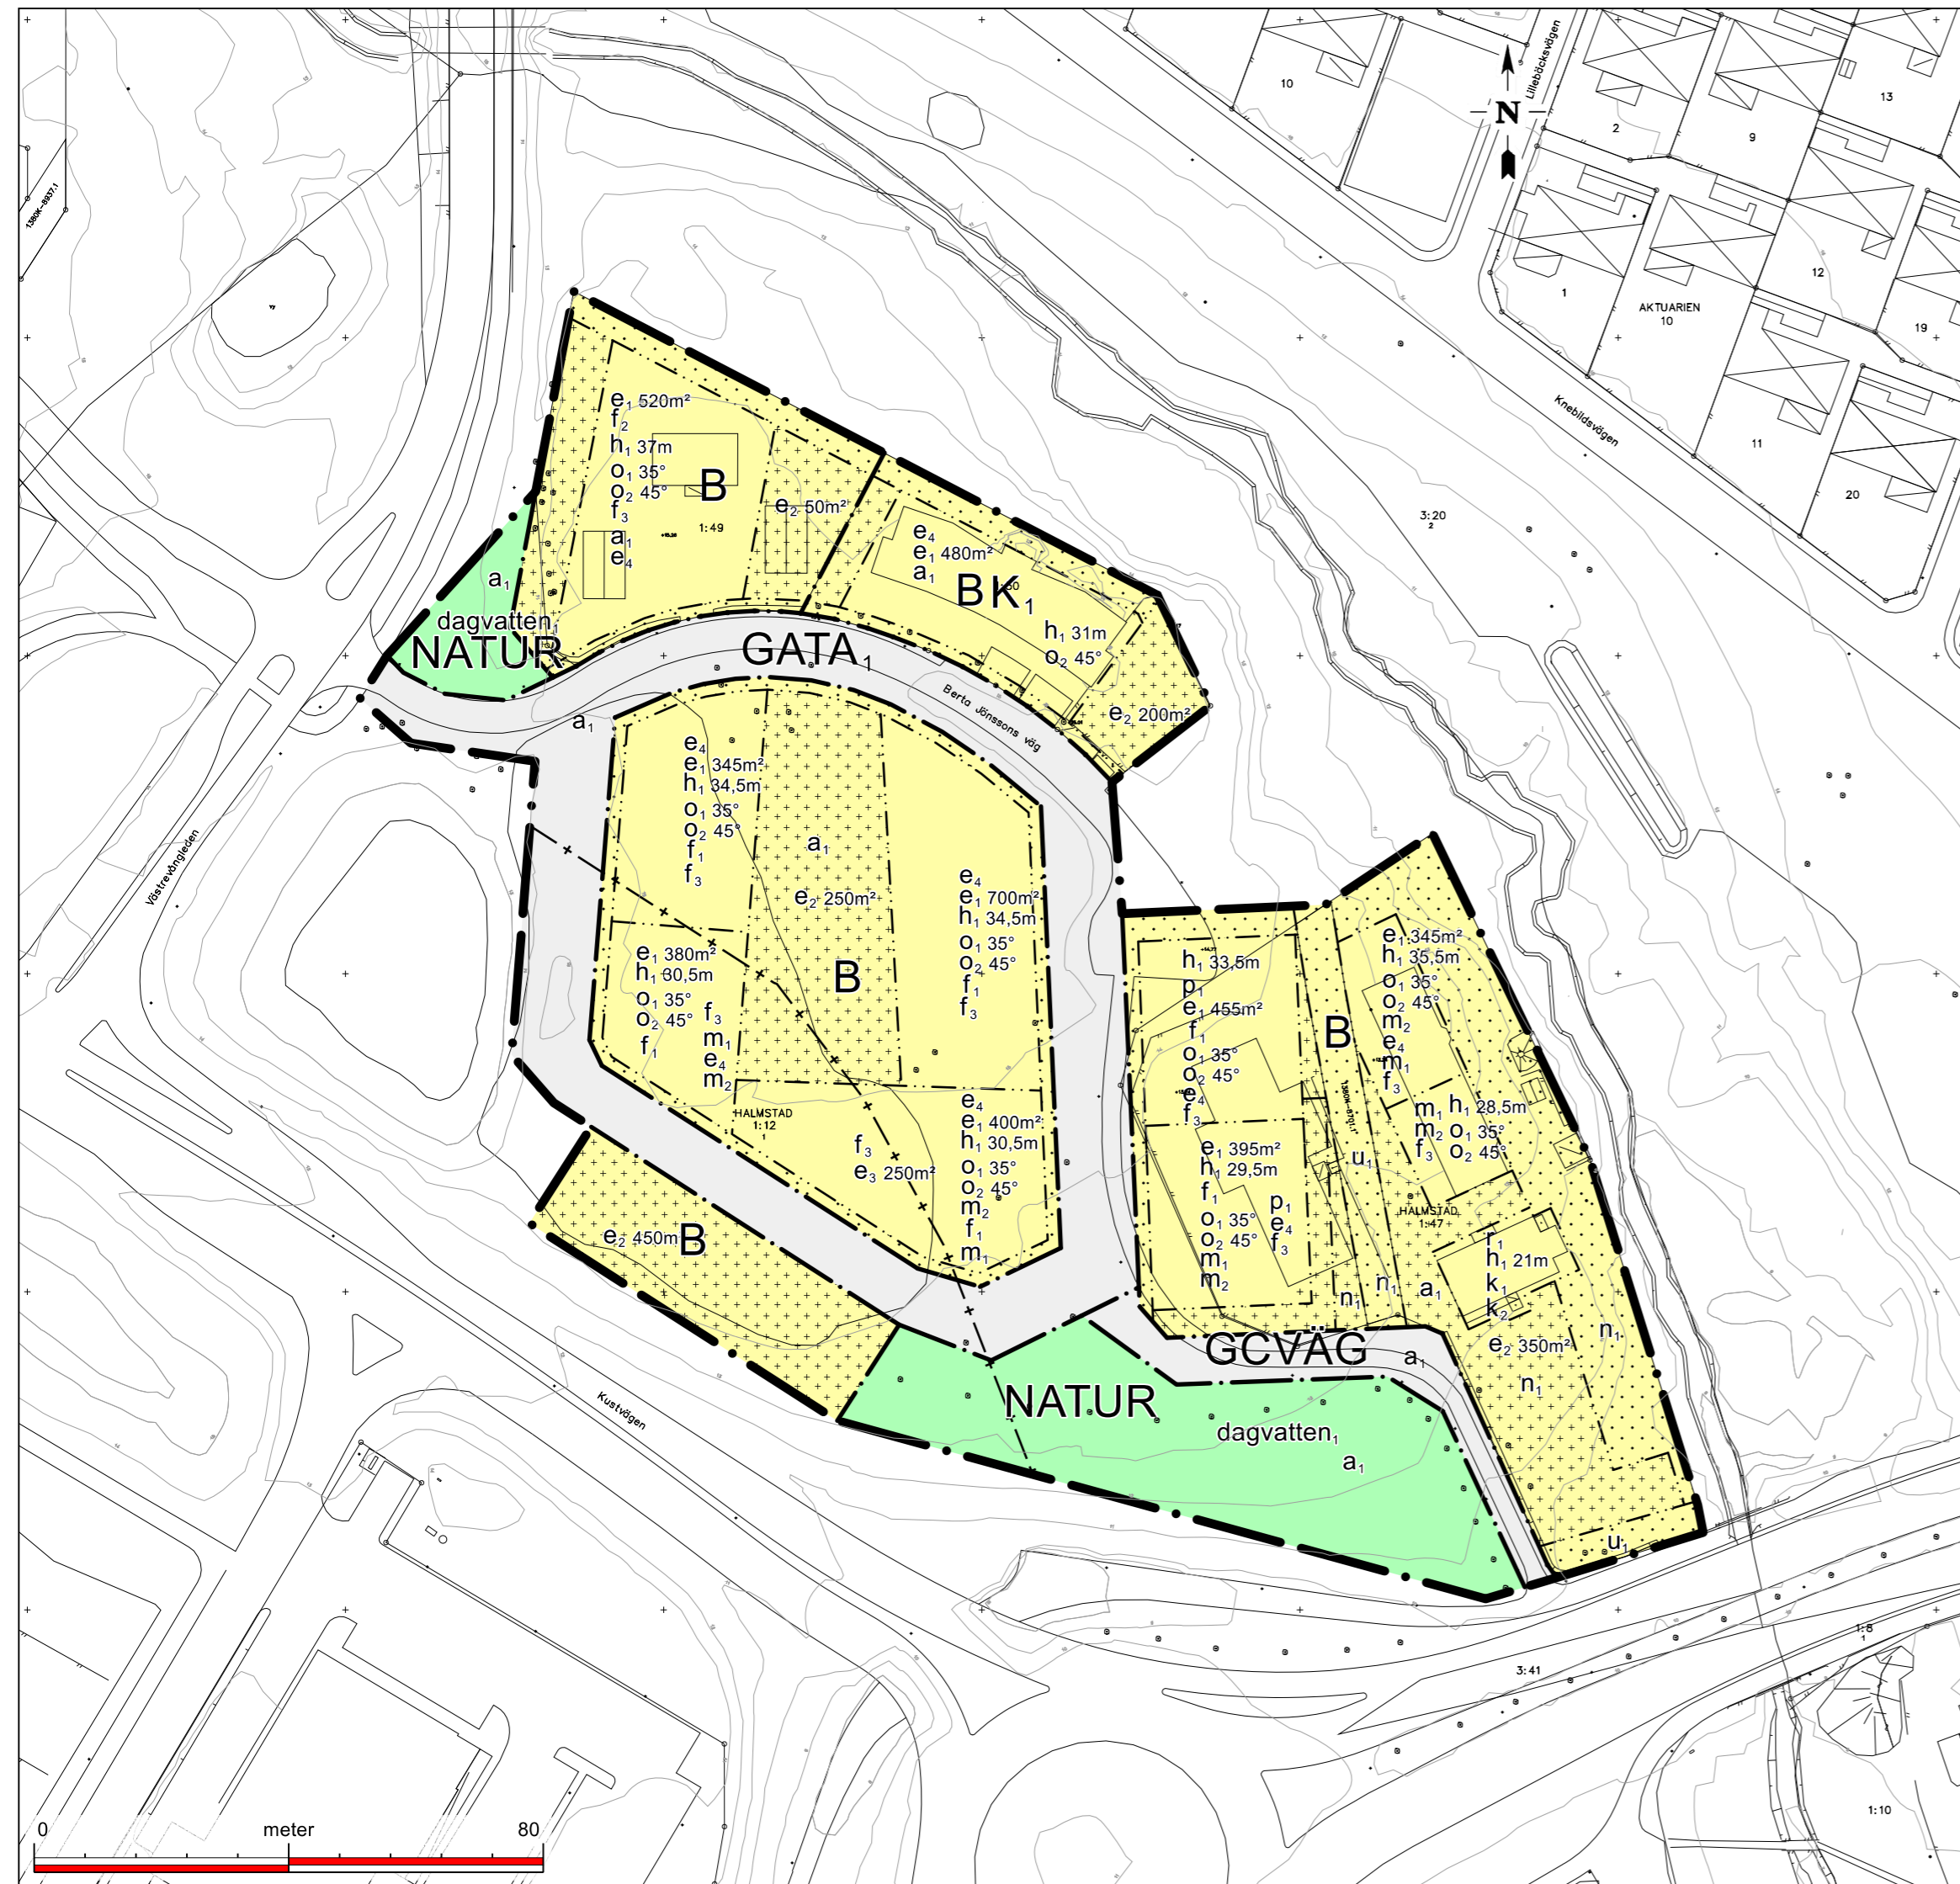 10
Lillebäcksvägen
N
2
9
13
1380K-8937.1
1
AKTUARIEN
10
12
19
Knebildsvägen
11
20
3:20
2
e₁ 520m²
f₂
h₁ 37m
o₁ 35°
o₂ 45°
f₃
a₁
e₄
B
1:49
e₂ 50m²
e₄
e₁ 480m²
a₁
BK₁
h₁ 31m
o₂ 45°
e₂ 200m²
a₁
dagvatten₁
NATUR
GATA₁
Berta Jönssons väg
a₁
Västrevångleden
e₄
e₁ 345m²
h₁ 34,5m
o₁ 35°
o₂ 45°
f₁
f₃
a₁
e₂ 250m²
B
e₄
e₁ 700m²
h₁ 34,5m
o₁ 35°
o₂ 45°
f₁
f₃
e₁ 380m²
h₁ 30,5m
o₁ 35°
o₂ 45°
f₁
f₃
m₁
e₄
m₂
HALMSTAD
1:12
1
f₃
e₃ 250m²
e₄
e₁ 400m²
h₁ 30,5m
o₁ 35°
o₂ 45°
m₂
f₁
m₁
h₁ 33,5m
p₁
e₁ 455m²
f₁
o₁ 35°
o₂ 45°
e₄
f₃
B
e₁ 345m²
h₁ 35,5m
o₁ 35°
o₂ 45°
m₂
e₄
m₁
f₃
m₁ h₁ 28,5m
m₂ o₁ 35°
f₃ o₂ 45°
e₁ 395m²
h₁ 29,5m
f₁
o₁ 35°
o₂ 45°
m₁
m₂
p₁
e₄
f₃
u₁
HALMSTAD
1:47
r₁
h₁ 21m
k₁
k₂
n₁
n₁
a₁
n₁
e₂ 350m²
n₁
u₁
e₂ 450m
B
GCVÄG
a₁
NATUR
dagvatten₁
a₁
Kustvägen
3:41
1:8
1
1:10
0 meter 80